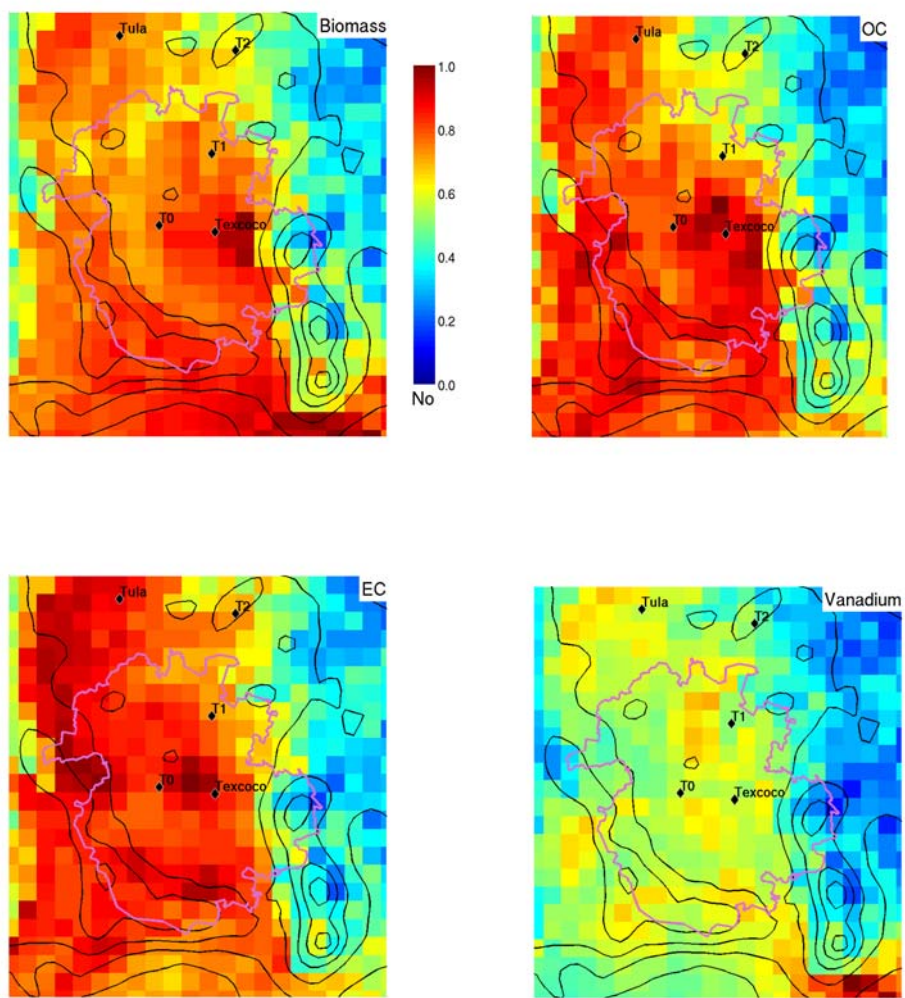 Biomass
Tula
T2
T1
T0
Texcoco
1.0
0.8
0.6
0.4
0.2
0.0
No
OC
Tula
T2
T1
T0
Texcoco
EC
Tula
T2
T1
T0
Texcoco
Vanadium
Tula
T2
T1
T0
Texcoco